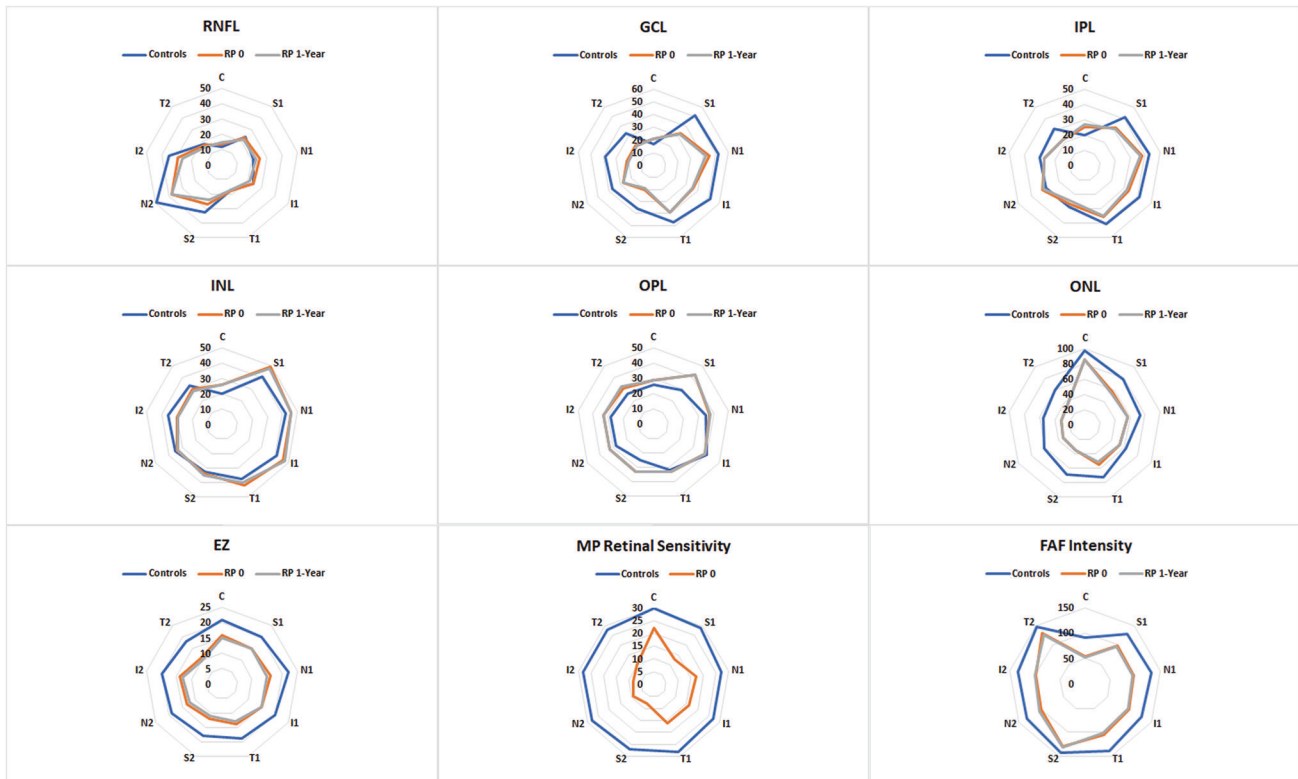 RNFL
Controls RP 0 RP 1-Year
C
50
40
30
20
10
0
S1
N1
I1
T1
S2
N2
I2
T2
GCL
Controls RP 0 RP 1-Year
C
60
50
40
30
20
10
0
S1
N1
I1
T1
S2
N2
I2
T2
IPL
Controls RP 0 RP 1-Year
C
50
40
30
20
10
0
S1
N1
I1
T1
S2
N2
I2
T2
INL
Controls RP 0 RP 1-Year
C
50
40
30
20
10
0
S1
N1
I1
T1
S2
N2
I2
T2
OPL
Controls RP 0 RP 1-Year
C
50
40
30
20
10
0
S1
N1
I1
T1
S2
N2
I2
T2
ONL
Controls RP 0 RP 1-Year
C
100
80
60
40
20
0
S1
N1
I1
T1
S2
N2
I2
T2
EZ
Controls RP 0 RP 1-Year
C
25
20
15
10
5
0
S1
N1
I1
T1
S2
N2
I2
T2
MP Retinal Sensitivity
Controls RP 0
C
30
25
20
15
10
5
0
S1
N1
I1
T1
S2
N2
I2
T2
FAF Intensity
Controls RP 0 RP 1-Year
C
150
100
50
0
S1
N1
I1
T1
S2
N2
I2
T2